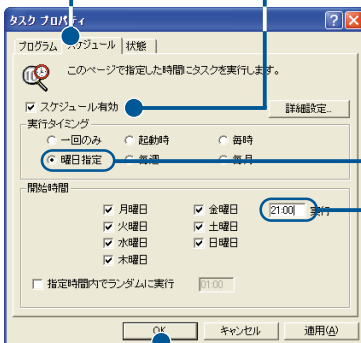 タスク プロパティ
プログラム スケジュール 状態
このページで指定した時間にタスクを実行します。
スケジュール有効 詳細設定...
実行タイミング
一回のみ 起動時 毎時
曜日指定 毎週 毎月
開始時間
月曜日 金曜日 21:00 実行
火曜日 土曜日
水曜日 日曜日
木曜日
指定時間内でランダムに実行 01:00
OK キャンセル 適用(A)